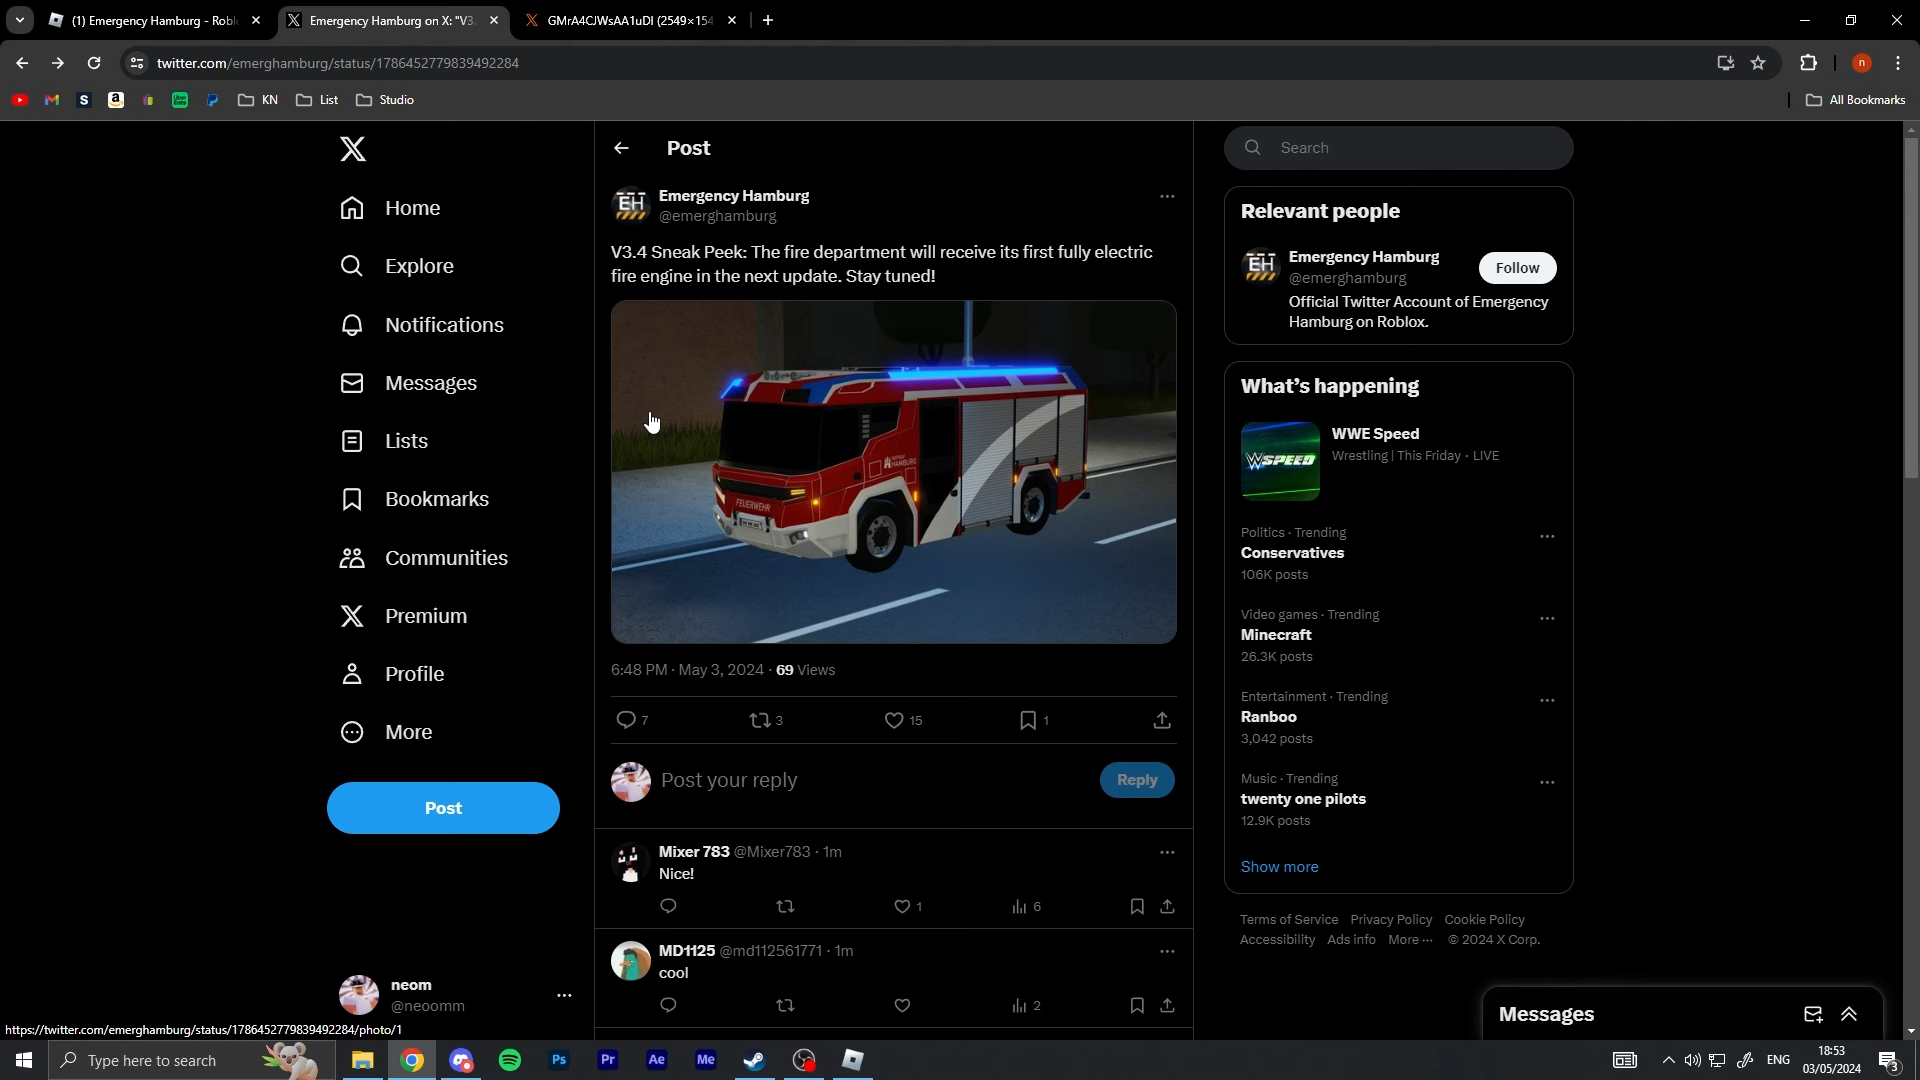 (1) Emergency Hamburg - Robl
Emergency Hamburg on X: "V3.
GMrA4CJWsAA1uDI (2549×154
twitter.com/emerghamburg/status/1786452779839492284
n
S
KN
List
Studio
All Bookmarks
Home
Explore
Notifications
Messages
Lists
Bookmarks
Communities
Premium
Profile
More
Post
neom
@neoomm
Post
EH
Emergency Hamburg
@emerghamburg
V3.4 Sneak Peek: The fire department will receive its first fully electric
fire engine in the next update. Stay tuned!
HAMBURG
FEUERWEHR
6:48 PM · May 3, 2024 · 69 Views
7
3
15
1
Post your reply
Reply
Mixer 783 @Mixer783 · 1m
Nice!
1
6
MD1125 @md112561771 · 1m
cool
2
Search
Relevant people
EH
Emergency Hamburg
@emerghamburg
Follow
Official Twitter Account of Emergency
Hamburg on Roblox.
What's happening
WSPEED
WWE Speed
Wrestling | This Friday · LIVE
Politics · Trending
Conservatives
106K posts
Video games · Trending
Minecraft
26.3K posts
Entertainment · Trending
Ranboo
3,042 posts
Music · Trending
twenty one pilots
12.9K posts
Show more
Terms of Service Privacy Policy Cookie Policy
Accessibility Ads info More ··· © 2024 X Corp.
Messages
https://twitter.com/emerghamburg/status/1786452779839492284/photo/1
Type here to search
Ps
Pr
Ae
Me
ENG
18:53
03/05/2024
3